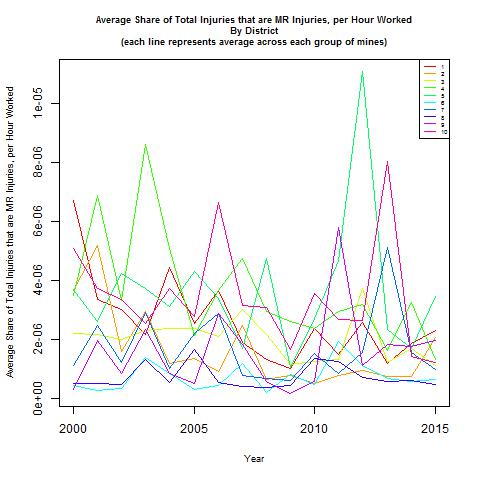 Average Share of Total Injuries that are MR Injuries, per Hour Worked
By District
(each line represents average across each group of mines)
Average Share of Total Injuries that are MR Injuries, per Hour Worked
1e-05
8e-06
6e-06
4e-06
2e-06
0e+00
1
2
3
4
5
6
7
8
9
10
2000
2005
2010
2015
Year